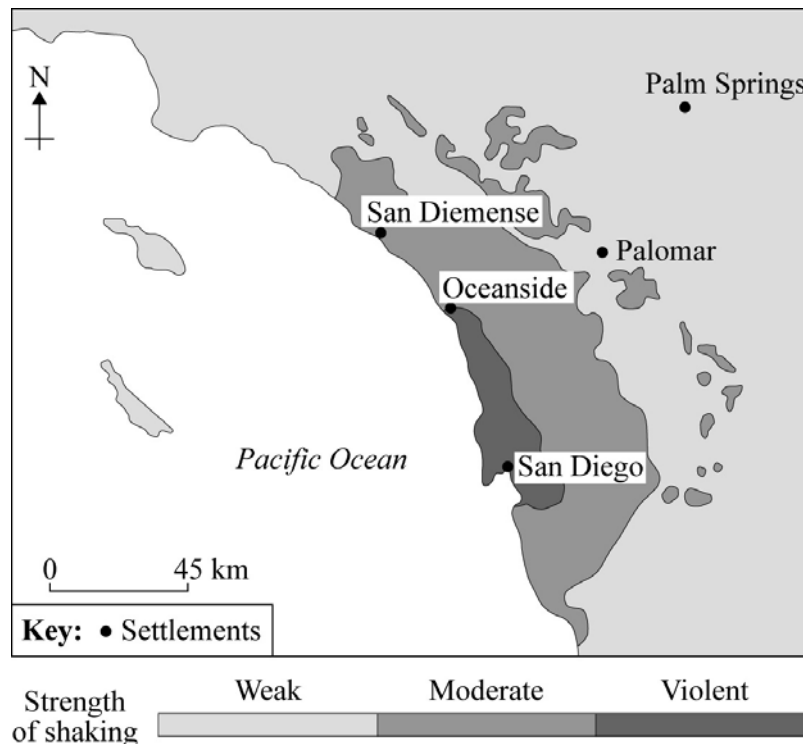 N
Palm Springs
San Diemense
Palomar
Oceanside
Pacific Ocean
San Diego
0 45 km
Key: • Settlements
Weak Moderate Violent
Strength
of shaking